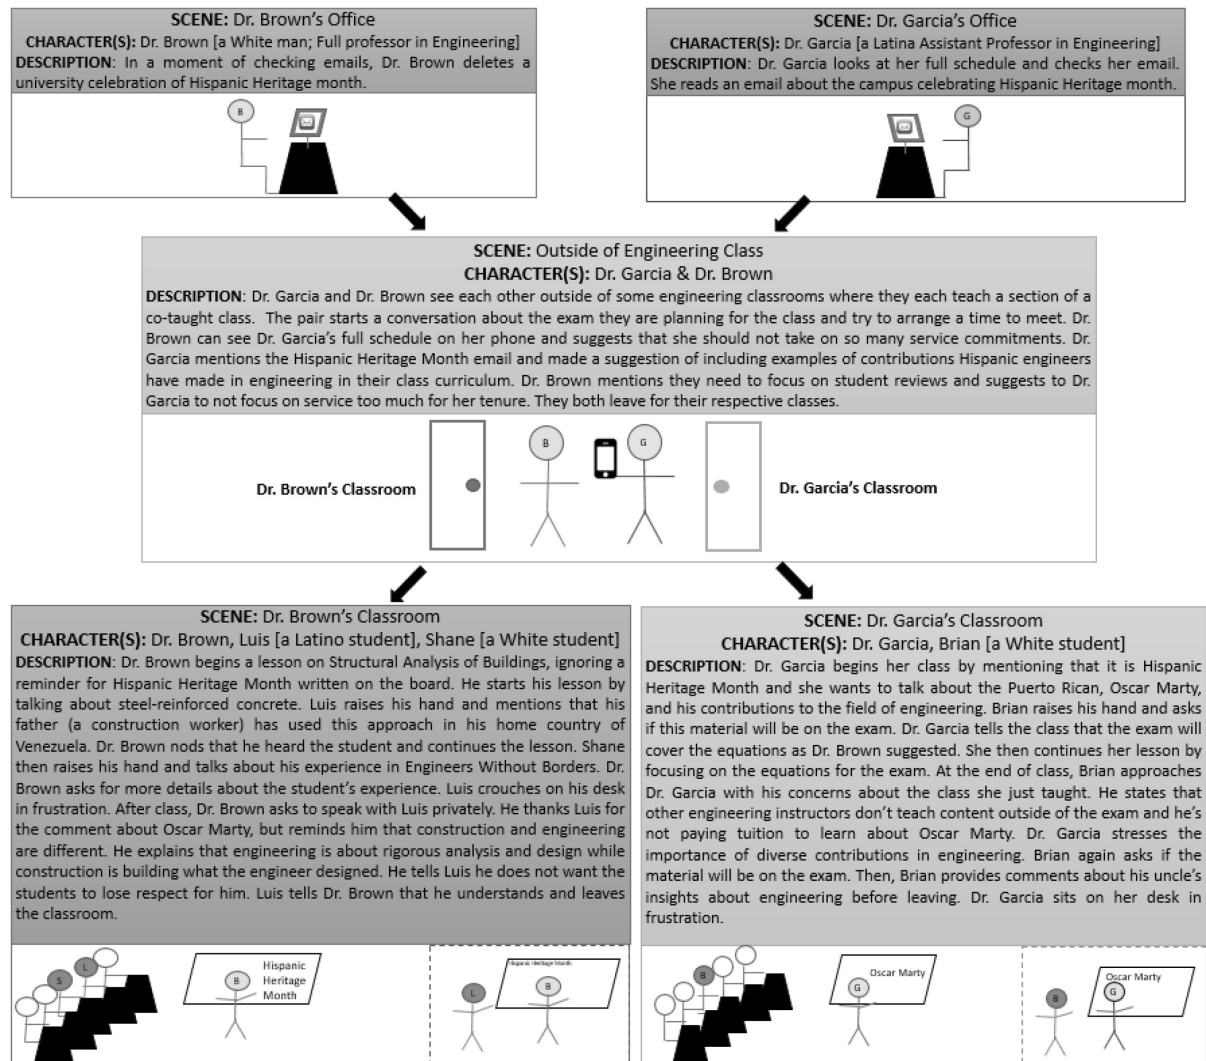 SCENE: Dr. Brown's Office
CHARACTER(S): Dr. Brown [a White man; Full professor in Engineering]
DESCRIPTION: In a moment of checking emails, Dr. Brown deletes a
university celebration of Hispanic Heritage month.
B
SCENE: Dr. Garcia's Office
CHARACTER(S): Dr. Garcia [a Latina Assistant Professor in Engineering]
DESCRIPTION: Dr. Garcia looks at her full schedule and checks her email.
She reads an email about the campus celebrating Hispanic Heritage month.
G
SCENE: Outside of Engineering Class
CHARACTER(S): Dr. Garcia & Dr. Brown
DESCRIPTION: Dr. Garcia and Dr. Brown see each other outside of some engineering classrooms where they each teach a section of a
co-taught class. The pair starts a conversation about the exam they are planning for the class and try to arrange a time to meet. Dr.
Brown can see Dr. Garcia's full schedule on her phone and suggests that she should not take on so many service commitments. Dr.
Garcia mentions the Hispanic Heritage Month email and made a suggestion of including examples of contributions Hispanic engineers
have made in engineering in their class curriculum. Dr. Brown mentions they need to focus on student reviews and suggests to Dr.
Garcia to not focus on service too much for her tenure. They both leave for their respective classes.
Dr. Brown's Classroom
B
G
Dr. Garcia's Classroom
SCENE: Dr. Brown's Classroom
CHARACTER(S): Dr. Brown, Luis [a Latino student], Shane [a White student]
DESCRIPTION: Dr. Brown begins a lesson on Structural Analysis of Buildings, ignoring a
reminder for Hispanic Heritage Month written on the board. He starts his lesson by
talking about steel-reinforced concrete. Luis raises his hand and mentions that his
father (a construction worker) has used this approach in his home country of
Venezuela. Dr. Brown nods that he heard the student and continues the lesson. Shane
then raises his hand and talks about his experience in Engineers Without Borders. Dr.
Brown asks for more details about the student's experience. Luis crouches on his desk
in frustration. After class, Dr. Brown asks to speak with Luis privately. He thanks Luis for
the comment about Oscar Marty, but reminds him that construction and engineering
are different. He explains that engineering is about rigorous analysis and design while
construction is building what the engineer designed. He tells Luis he does not want the
students to lose respect for him. Luis tells Dr. Brown that he understands and leaves
the classroom.
S
L
B
Hispanic
Heritage
Month
L
Hispanic Heritage Month
B
SCENE: Dr. Garcia's Classroom
CHARACTER(S): Dr. Garcia, Brian [a White student]
DESCRIPTION: Dr. Garcia begins her class by mentioning that it is Hispanic
Heritage Month and she wants to talk about the Puerto Rican, Oscar Marty,
and his contributions to the field of engineering. Brian raises his hand and asks
if this material will be on the exam. Dr. Garcia tells the class that the exam will
cover the equations as Dr. Brown suggested. She then continues her lesson by
focusing on the equations for the exam. At the end of class, Brian approaches
Dr. Garcia with his concerns about the class she just taught. He states that
other engineering instructors don't teach content outside of the exam and he's
not paying tuition to learn about Oscar Marty. Dr. Garcia stresses the
importance of diverse contributions in engineering. Brian again asks if the
material will be on the exam. Then, Brian provides comments about his uncle's
insights about engineering before leaving. Dr. Garcia sits on her desk in
frustration.
B
G
Oscar Marty
B
Oscar Marty
G